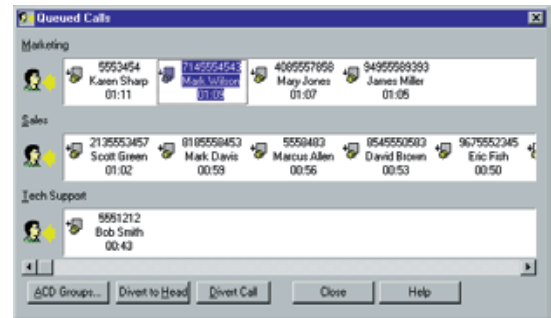 Queued Calls
Marketing
5553454 7145554543 4085557858 94955589393
Karen Sharp Mark Wilson Mary Jones James Miller
01:11 01:09 01:07 01:05
Sales
2135553457 8185558453 5558483 8545550583 9675552345
Scott Green Mark Davis Marcus Allen David Brown Eric Fish
01:02 00:59 00:56 00:53 00:50
Tech Support
5551212
Bob Smith
00:43
ACD Groups... Divert to Head Divert Call Close Help